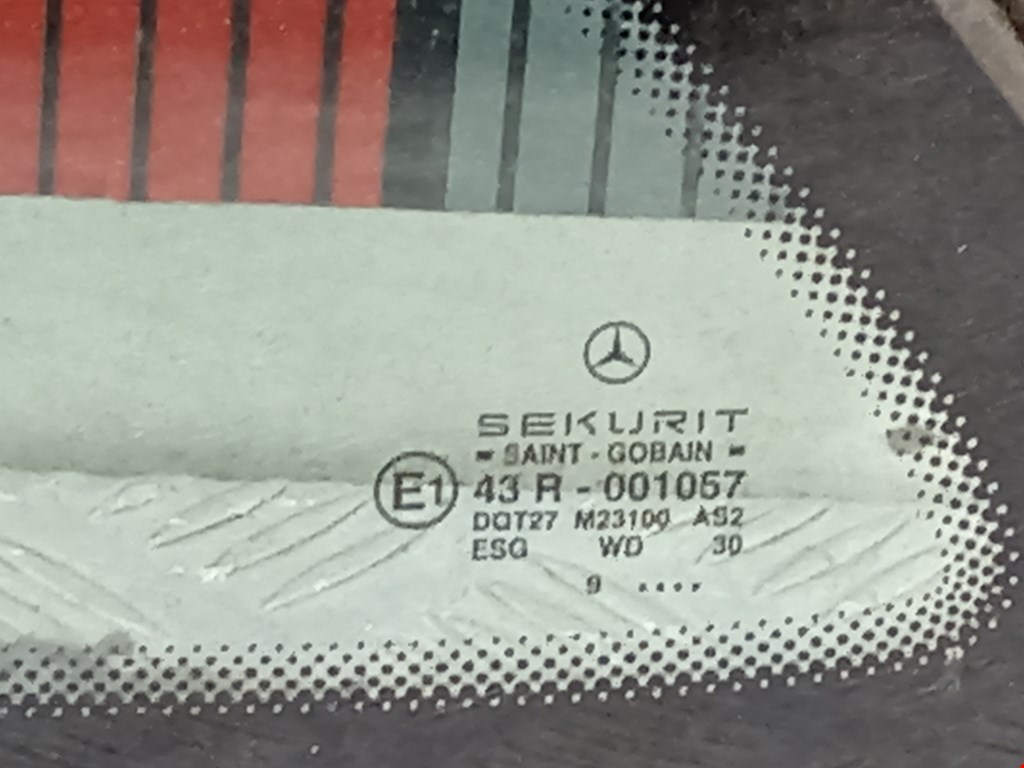 SEKURIT
- SAINT - GOBAIN -
E1 43 R - 001057
DOT27 M23100 AS2
ESG WD 30
9 ....